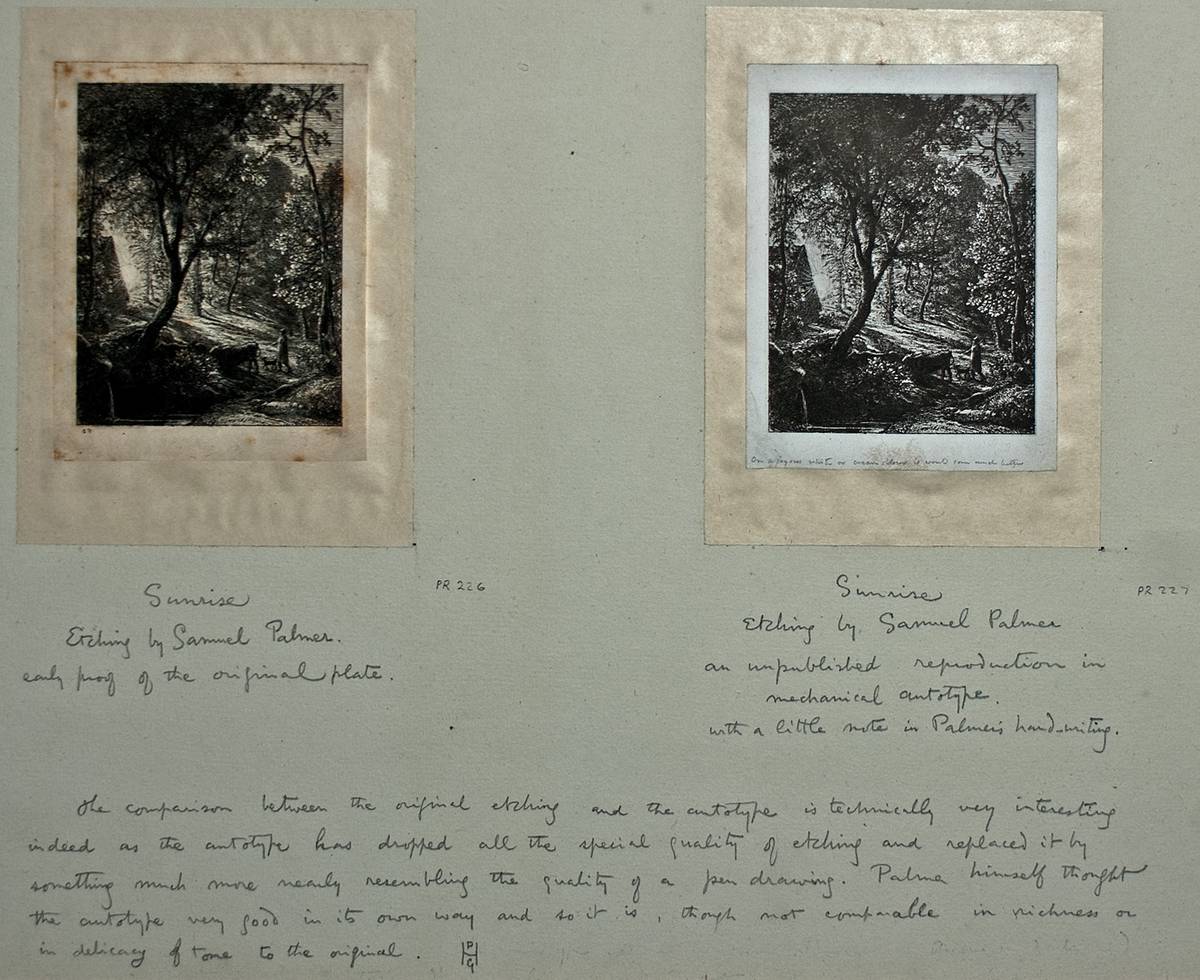 On a joyous white or cream colour it would seem much better
Sunrise
PR 226
Etching by Samuel Palmer.
early proof of the original plate.
Sunrise
PR 227
Etching by Samuel Palmer
an unpublished reproduction in
mechanical autotype.
with a little note in Palmer's hand-writing.
The comparison between the original etching and the autotype is technically very interesting
indeed as the autotype has dropped all the special quality of etching and replaced it by
something much more nearly resembling the quality of a pen drawing. Palmer himself thought
the autotype very good in its own way and so it is, though not comparable in richness or
in delicacy of tone to the original. PHG